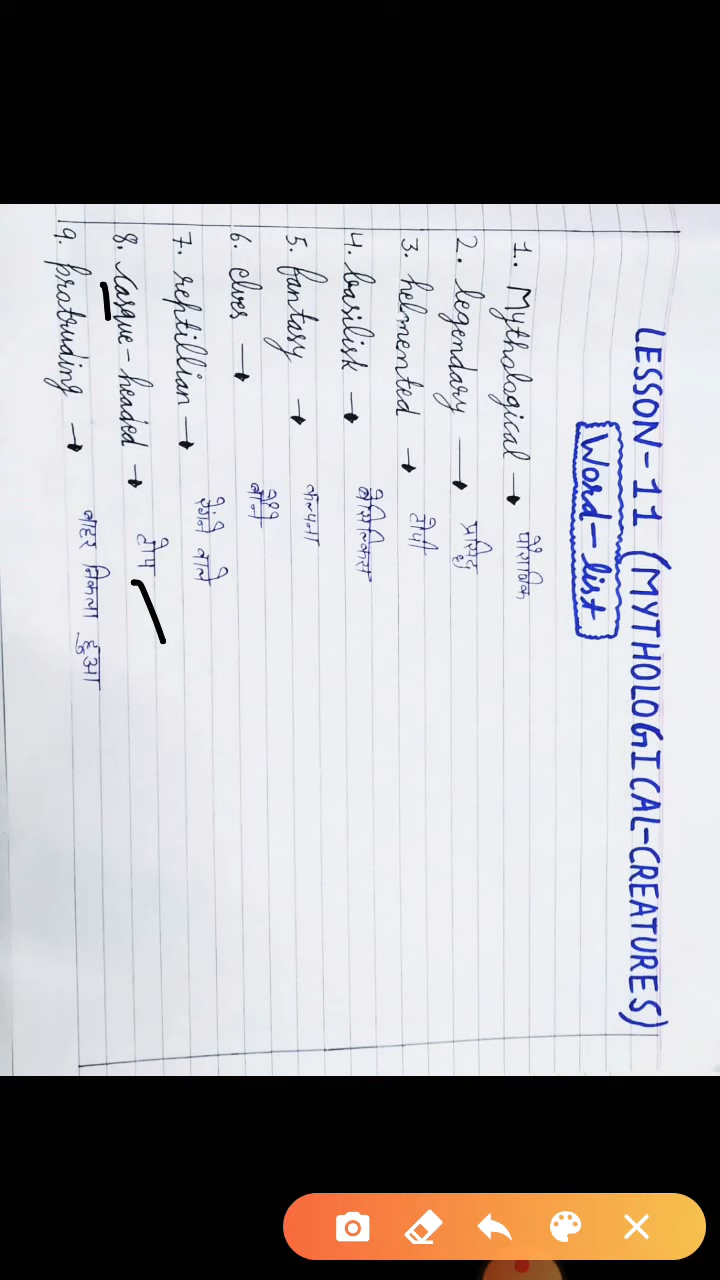 LESSON-11 (MYTHOLOGICAL-CREATURES)
Word-list
1. Mythological → पौराणिक
2. legendary → प्रसिद्ध
3. helmented → टोपी
4. basilisk → बेसिलिकस
5. fantasy → कल्पना
6. elves →
7. reptillian → रेंगने वाले
8. casque-headed → टोप
9. protruding → बाहर निकला हुआ